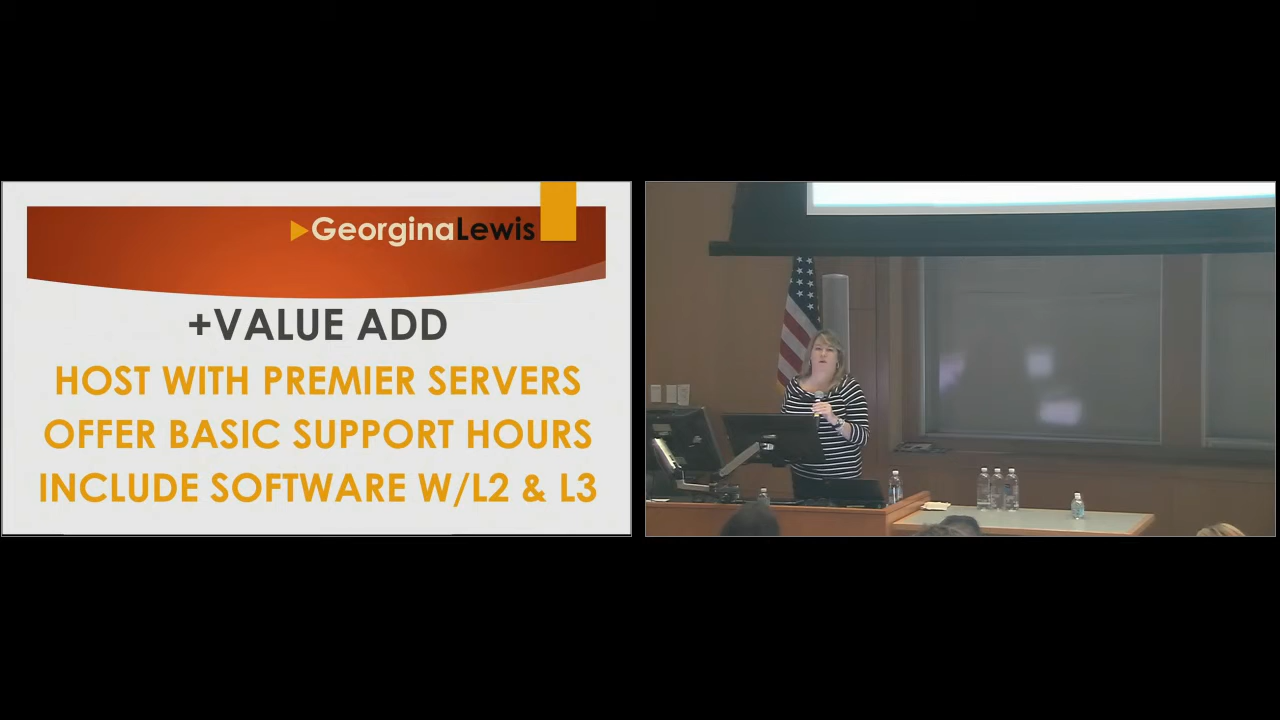 GeorginaLewis
+VALUE ADD
HOST WITH PREMIER SERVERS
OFFER BASIC SUPPORT HOURS
INCLUDE SOFTWARE W/L2 & L3